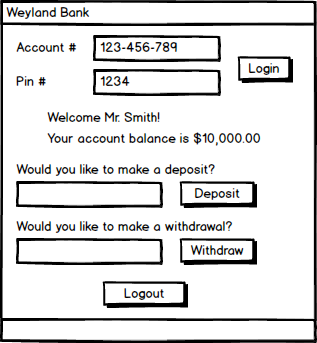 Weyland Bank
Account # 123-456-789
Login
Pin # 1234
Welcome Mr. Smith!
Your account balance is $10,000.00
Would you like to make a deposit?
Deposit
Would you like to make a withdrawal?
Withdraw
Logout